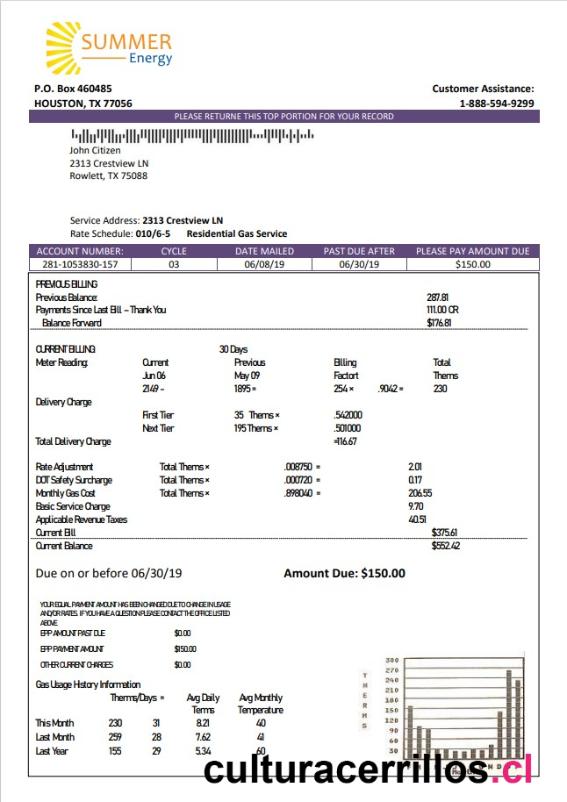 SUMMER
Energy
P.O. Box 460485
HOUSTON, TX 77056
Customer Assistance:
1-888-594-9299
PLEASE RETURNE THIS TOP PORTION FOR YOUR RECORD
John Citizen
2313 Crestview LN
Rowlett, TX 75088
Service Address: 2313 Crestview LN
Rate Schedule: 010/6-5 Residential Gas Service
ACCOUNT NUMBER: CYCLE DATE MAILED PAST DUE AFTER PLEASE PAY AMOUNT DUE
281-1053830-157 03 06/08/19 06/30/19 $150.00
PREVIOUS BILLING
Previous Balance: 287.81
Payments Since Last Bill – Thank You 111.00 CR
Balance Forward $176.81
CURRENT BILLING 30 Days
Meter Reading: Current Previous Billing Total
Jun 06 May 09 Factort Therms
2149 – 1895 = 254 × .9042 = 230
Delivery Charge
First Tier 35 Therms × .542000
Next Tier 195 Therms × .501000
Total Delivery Charge =116.67
Rate Adjustment Total Therms × .008750 = 2.01
DOT Safety Surcharge Total Therms × .000720 = 0.17
Monthly Gas Cost Total Therms × .898040 = 206.55
Basic Service Charge 9.70
Applicable Revenue Taxes 40.51
Current Bill $375.61
Current Balance $552.42
Due on or before 06/30/19 Amount Due: $150.00
YOUR EQUAL PAYMENT AMOUNT HAS BEEN CHANGED DUE TO CHANGE IN USAGE
AND/OR RATES. IF YOU HAVE A QUESTION PLEASE CONTACT THE OFFICE LISTED
ABOVE
EPP AMOUNT PAST DUE $0.00
EPP PAYMENT AMOUNT $150.00
OTHER CURRENT CHARGES $0.00
Gas Usage History Information
Therms/Days = Avg Daily Avg Monthly
Terms Temperature
This Month 230 31 8.21 40
Last Month 259 28 7.62 41
Last Year 155 29 5.34 60
THERMS
300
270
240
210
180
150
120
90
60
30
N D
culturacerrillos.cl